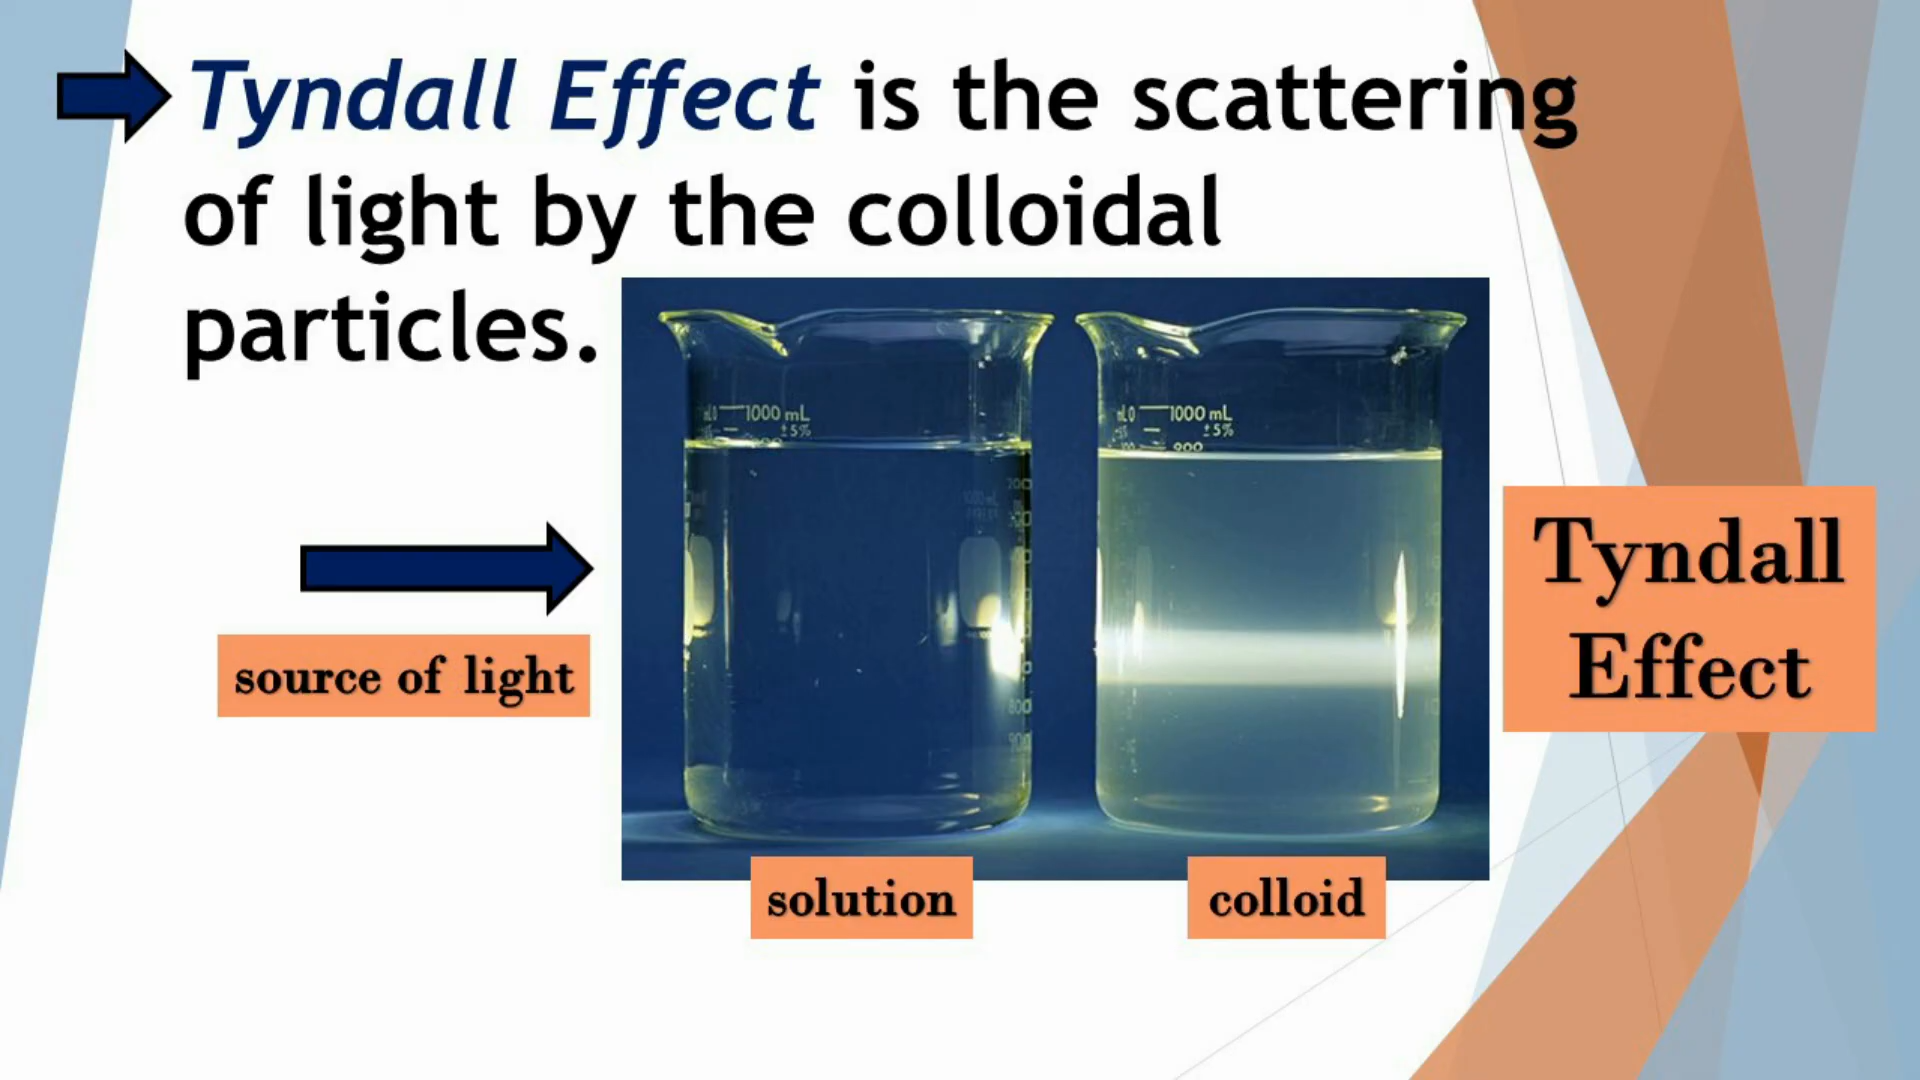 Tyndall Effect is the scattering
of light by the colloidal
particles.
1000 mL
±5%
1000 mL
±5%
900
Tyndall
Effect
source of light
solution
colloid